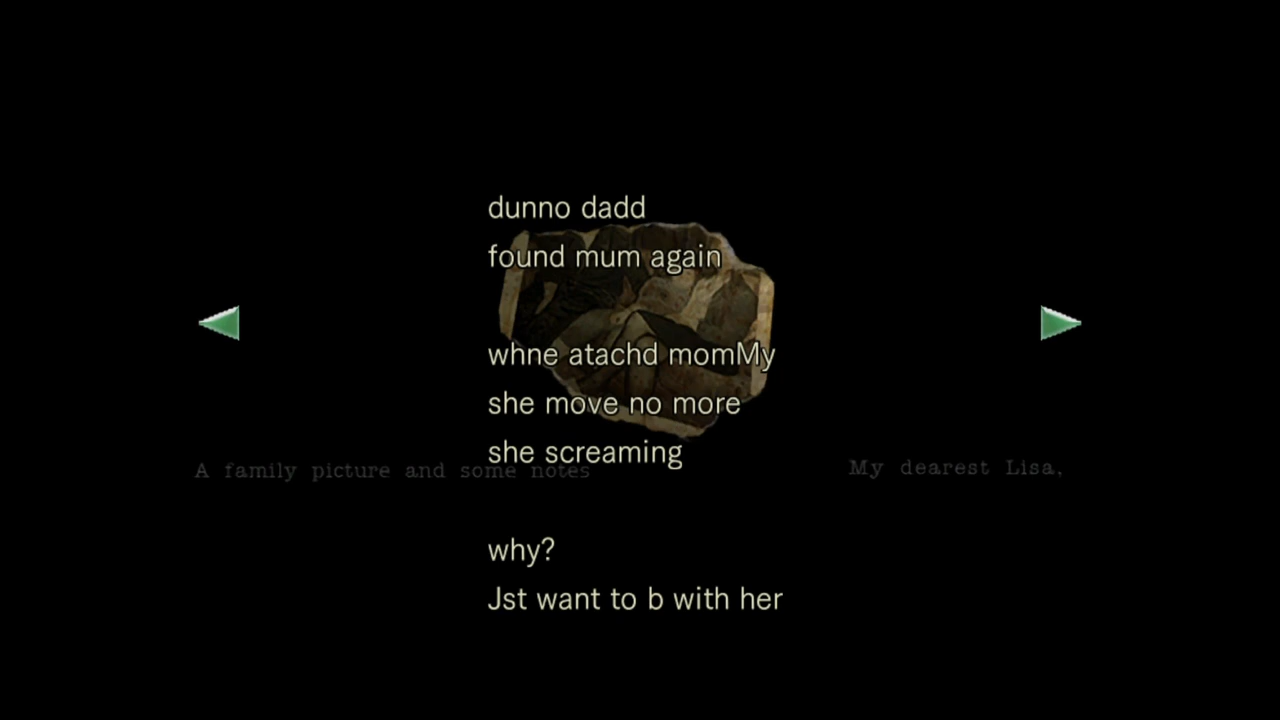 dunno dadd
found mum again
whne atachd momMy
she move no more
she screaming
A family picture and some notes
My dearest Lisa,
why?
Jst want to b with her